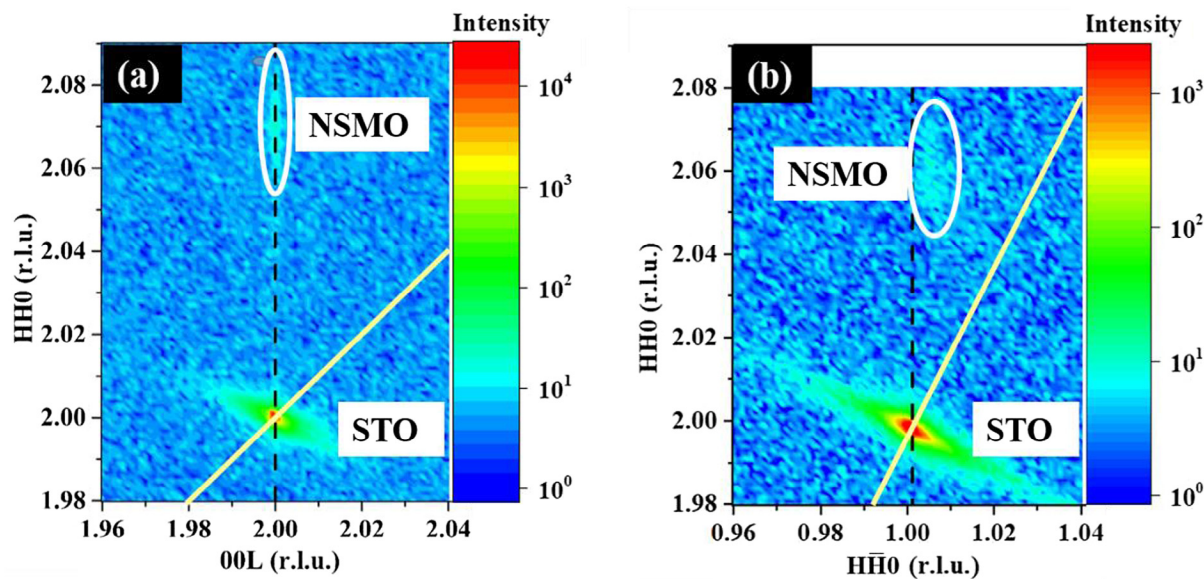 Intensity
(a)
NSMO
STO
2.08
2.06
2.04
2.02
2.00
1.98
HH0 (r.l.u.)
1.96
1.98
2.00
2.02
2.04
00L (r.l.u.)
10⁴
10³
10²
10¹
10⁰
Intensity
(b)
NSMO
STO
2.08
2.06
2.04
2.02
2.00
1.98
HH0 (r.l.u.)
0.96
0.98
1.00
1.02
1.04
HH̅0 (r.l.u.)
10³
10²
10¹
10⁰